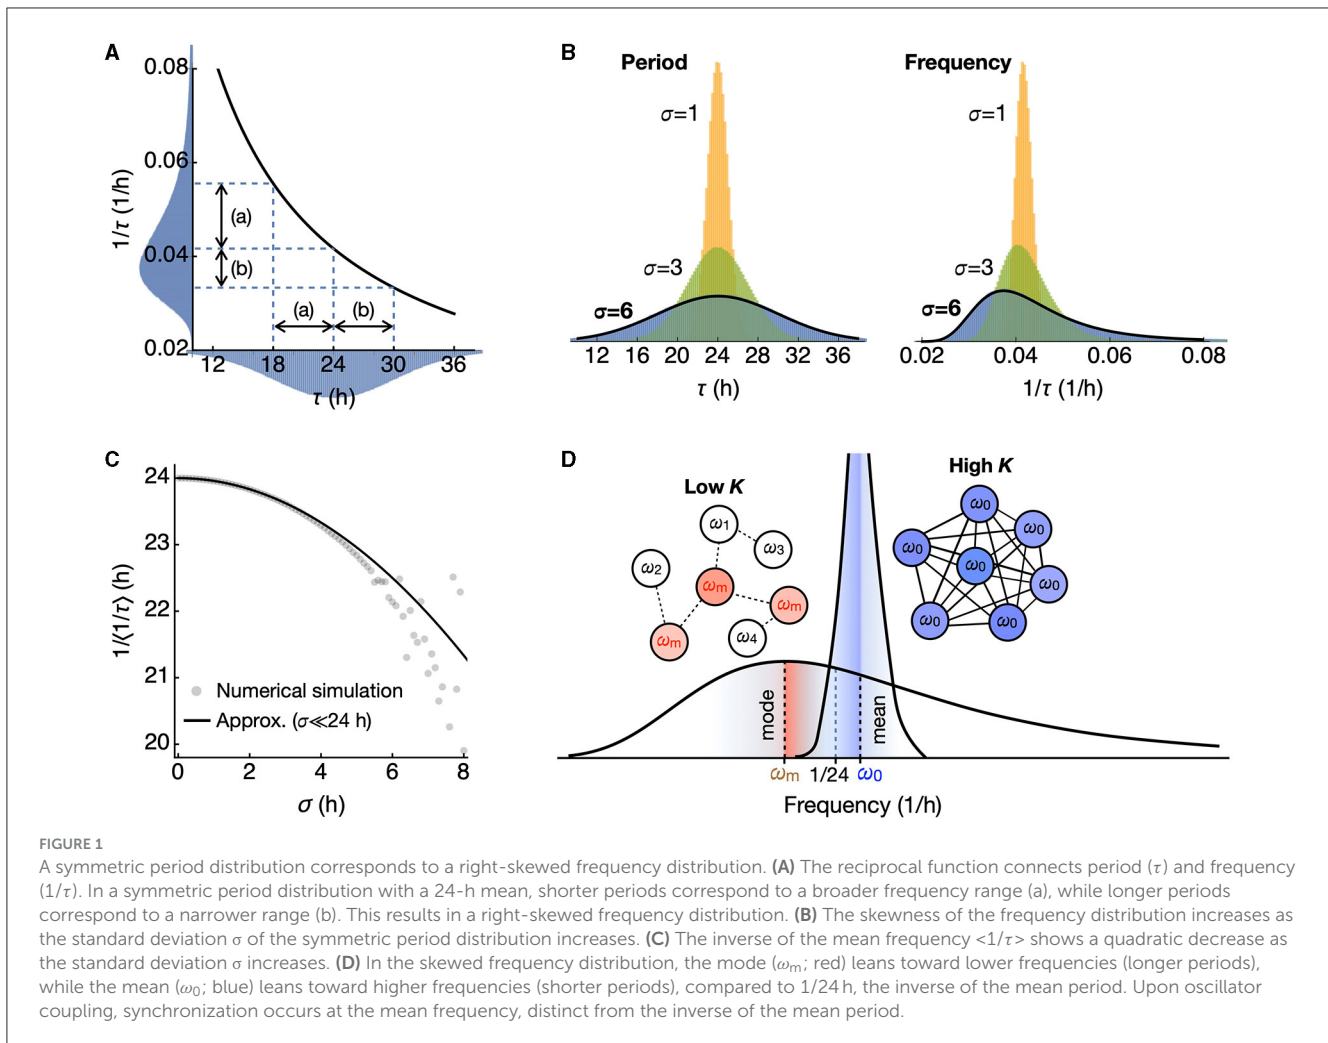 A
0.08
0.06
0.04
0.02
1/τ (1/h)
(a)
(b)
(a)
(b)
12 18 24 30 36
τ (h)
B
Period
σ=1
σ=3
σ=6
12 16 20 24 28 32 36
τ (h)
Frequency
σ=1
σ=3
σ=6
0.02 0.04 0.06 0.08
1/τ (1/h)
C
24
23
22
21
20
1/⟨1/τ⟩ (h)
Numerical simulation
Approx. (σ≪24 h)
0 2 4 6 8
σ (h)
D
Low K
ω1
ω3
ω2
ωm
ωm
ωm
ω4
High K
ω0
ω0
ω0
ω0
ω0
ω0
ω0
mode
mean
ωm 1/24 ω0
Frequency (1/h)
FIGURE 1
A symmetric period distribution corresponds to a right-skewed frequency distribution. (A) The reciprocal function connects period (τ) and frequency
(1/τ). In a symmetric period distribution with a 24-h mean, shorter periods correspond to a broader frequency range (a), while longer periods
correspond to a narrower range (b). This results in a right-skewed frequency distribution. (B) The skewness of the frequency distribution increases as
the standard deviation σ of the symmetric period distribution increases. (C) The inverse of the mean frequency <1/τ> shows a quadratic decrease as
the standard deviation σ increases. (D) In the skewed frequency distribution, the mode (ωm; red) leans toward lower frequencies (longer periods),
while the mean (ω0; blue) leans toward higher frequencies (shorter periods), compared to 1/24 h, the inverse of the mean period. Upon oscillator
coupling, synchronization occurs at the mean frequency, distinct from the inverse of the mean period.